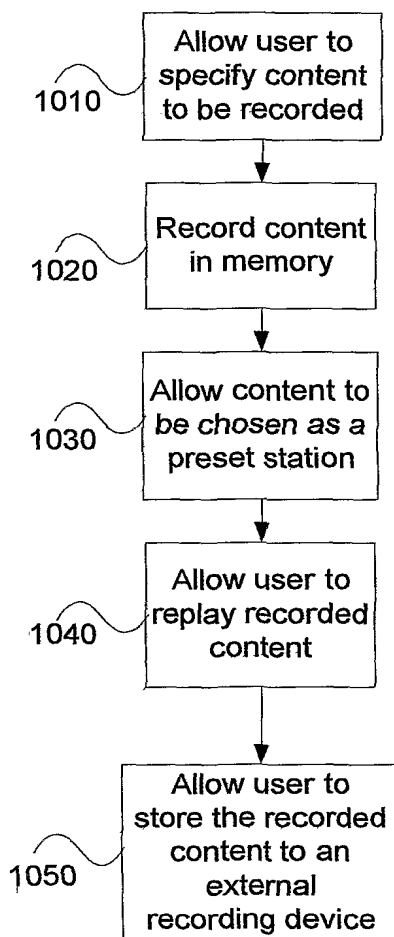 Allow user to
specify content
to be recorded
1010
Record content
in memory
1020
Allow content to
be chosen as a
preset station
1030
Allow user to
replay recorded
content
1040
Allow user to
store the recorded
content to an
external
recording device
1050